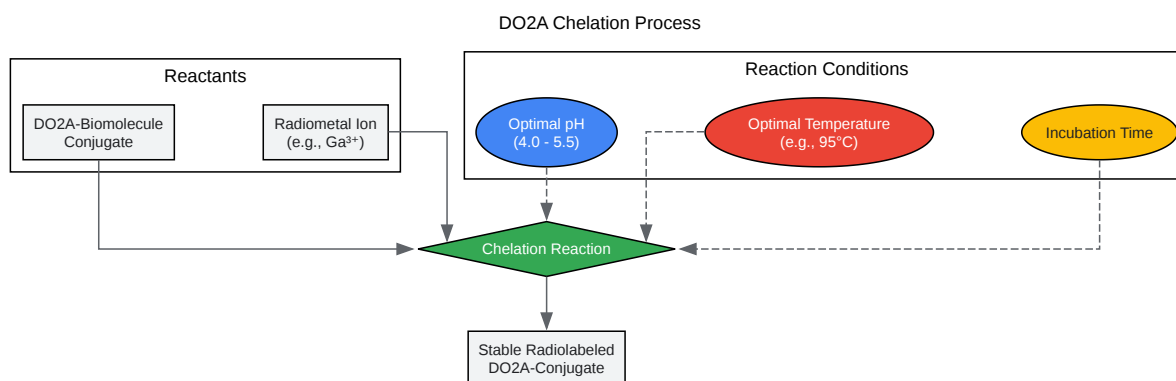 DO2A Chelation Process
Reactants
DO2A-Biomolecule
Conjugate
Radiometal Ion
(e.g., Ga³⁺)
Reaction Conditions
Optimal pH
(4.0 - 5.5)
Optimal Temperature
(e.g., 95°C)
Incubation Time
Chelation Reaction
Stable Radiolabeled
DO2A-Conjugate